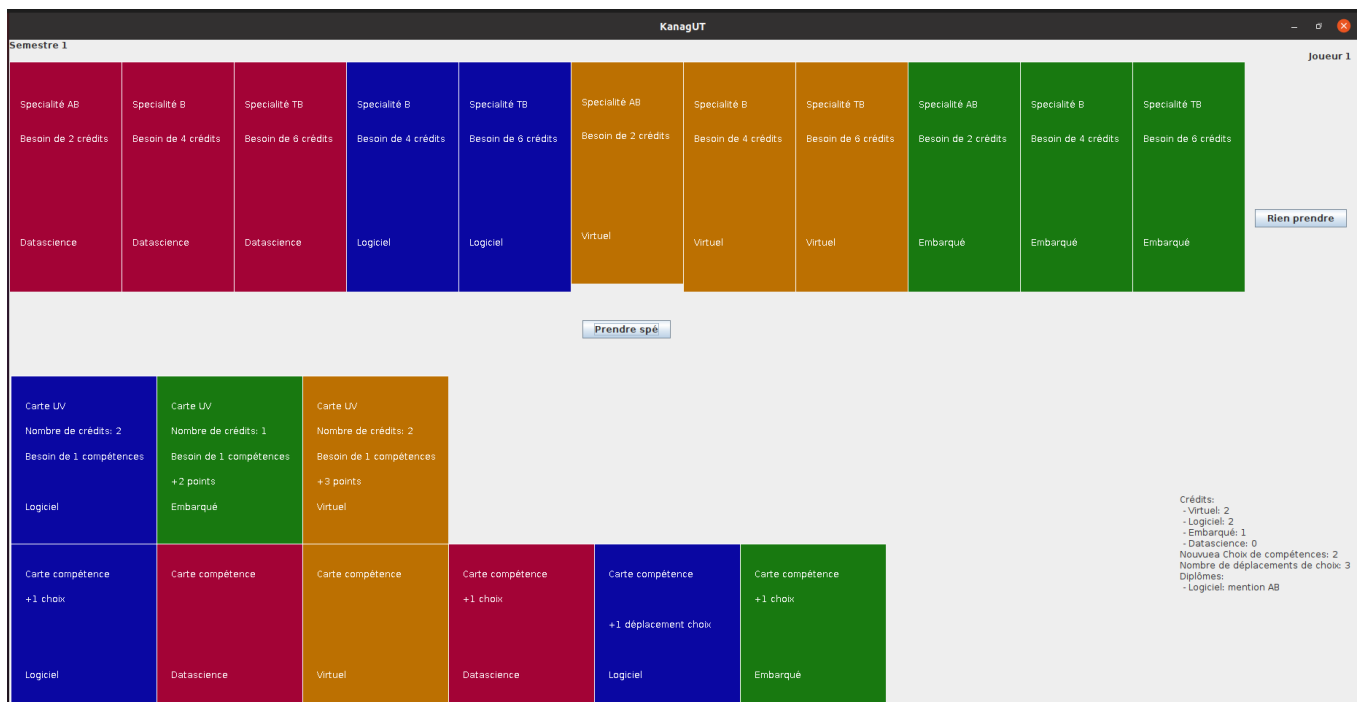 KanagUT
Semestre 1
Joueur 1
Specialité AB
Besoin de 2 crédits
Datascience
Specialité B
Besoin de 4 crédits
Datascience
Specialité TB
Besoin de 6 crédits
Datascience
Specialité B
Besoin de 4 crédits
Logiciel
Specialité TB
Besoin de 6 crédits
Logiciel
Specialité AB
Besoin de 2 crédits
Virtuel
Specialité B
Besoin de 4 crédits
Virtuel
Specialité TB
Besoin de 6 crédits
Virtuel
Specialité AB
Besoin de 2 crédits
Embarqué
Specialité B
Besoin de 4 crédits
Embarqué
Specialité TB
Besoin de 6 crédits
Embarqué
Rien prendre
Prendre spé
Carte UV
Nombre de crédits: 2
Besoin de 1 compétences
Logiciel
Carte UV
Nombre de crédits: 1
Besoin de 1 compétences
+2 points
Embarqué
Carte UV
Nombre de crédits: 2
Besoin de 1 compétences
+3 points
Virtuel
Carte compétence
+1 choix
Logiciel
Carte compétence
Datascience
Carte compétence
Virtuel
Carte compétence
+1 choix
Datascience
Carte compétence
+1 déplacement choix
Logiciel
Carte compétence
+1 choix
Embarqué
Crédits:
- Virtuel: 2
- Logiciel: 2
- Embarqué: 1
- Datascience: 0
Nouvuea Choix de compétences: 2
Nombre de déplacements de choix: 3
Diplômes:
- Logiciel: mention AB